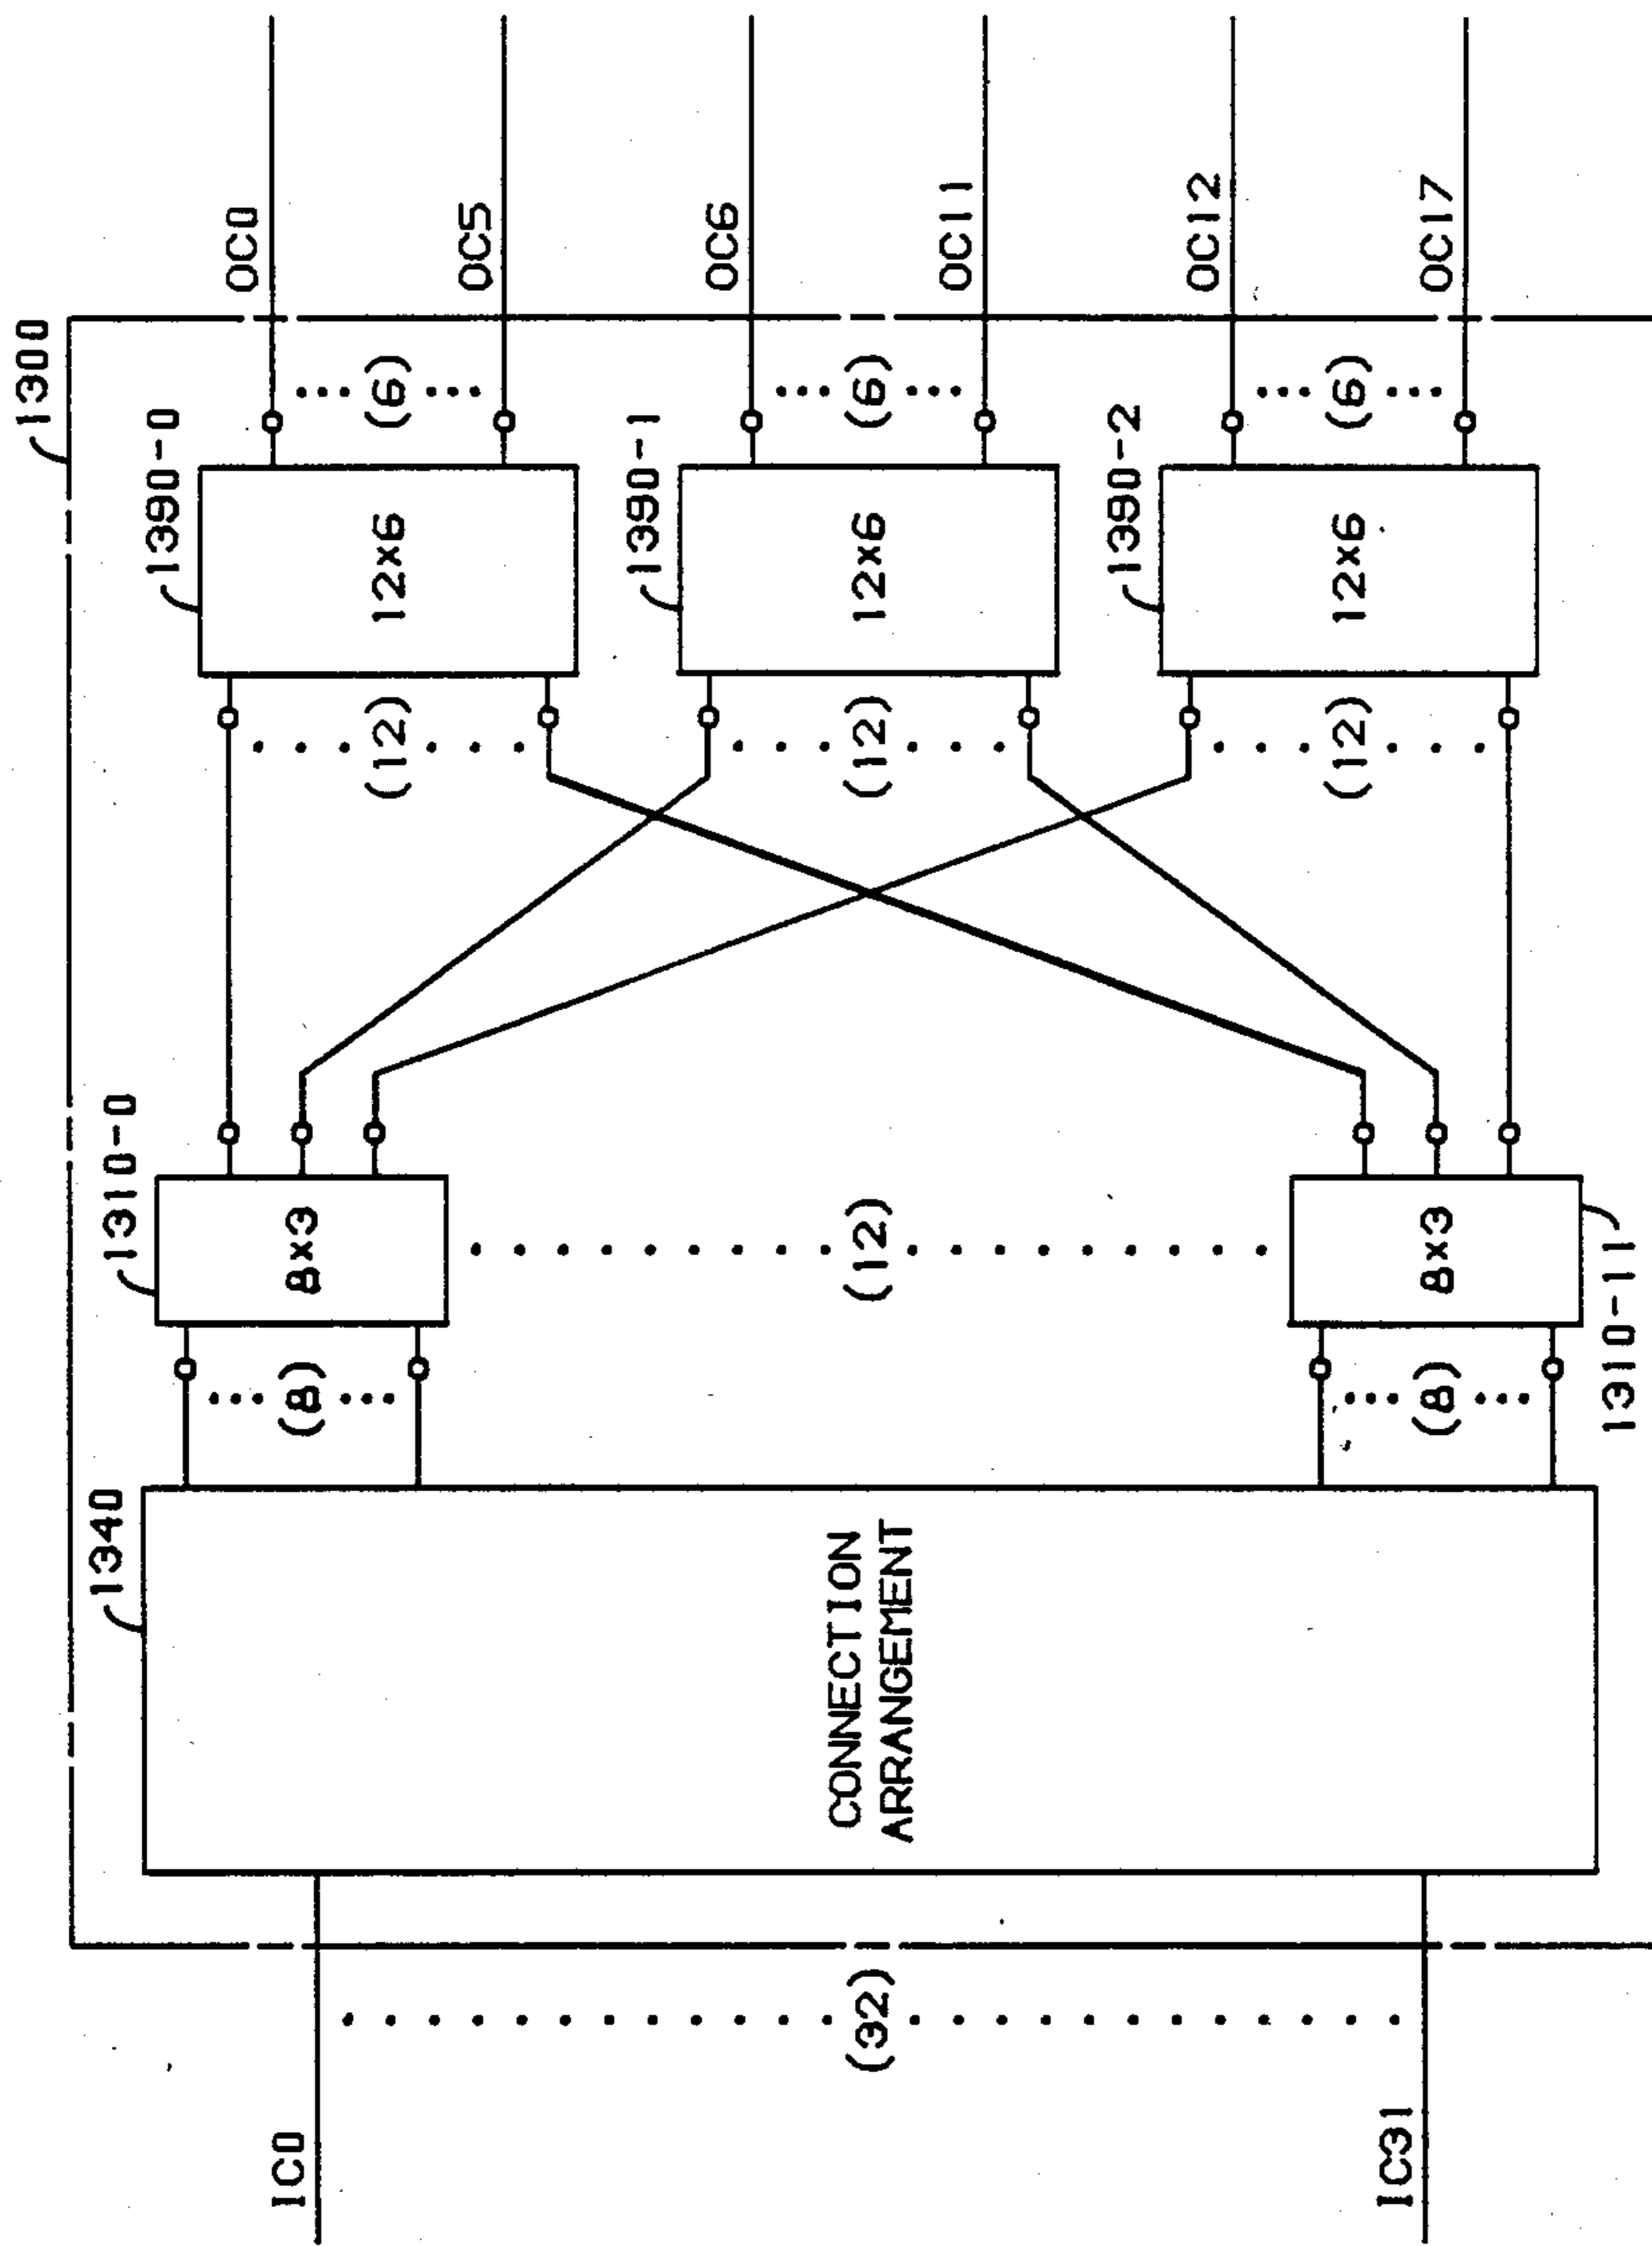 1300
1340
1310-0
1390-0
OC0
IC0
(8)
8x3
(12)
12x6
(6)
OC5
1390-1
OC6
(32)
CONNECTION
ARRANGEMENT
(12)
(12)
12x6
(6)
OC11
1390-2
OC12
(12)
12x6
(6)
IC31
(8)
8x3
OC17
1310-11